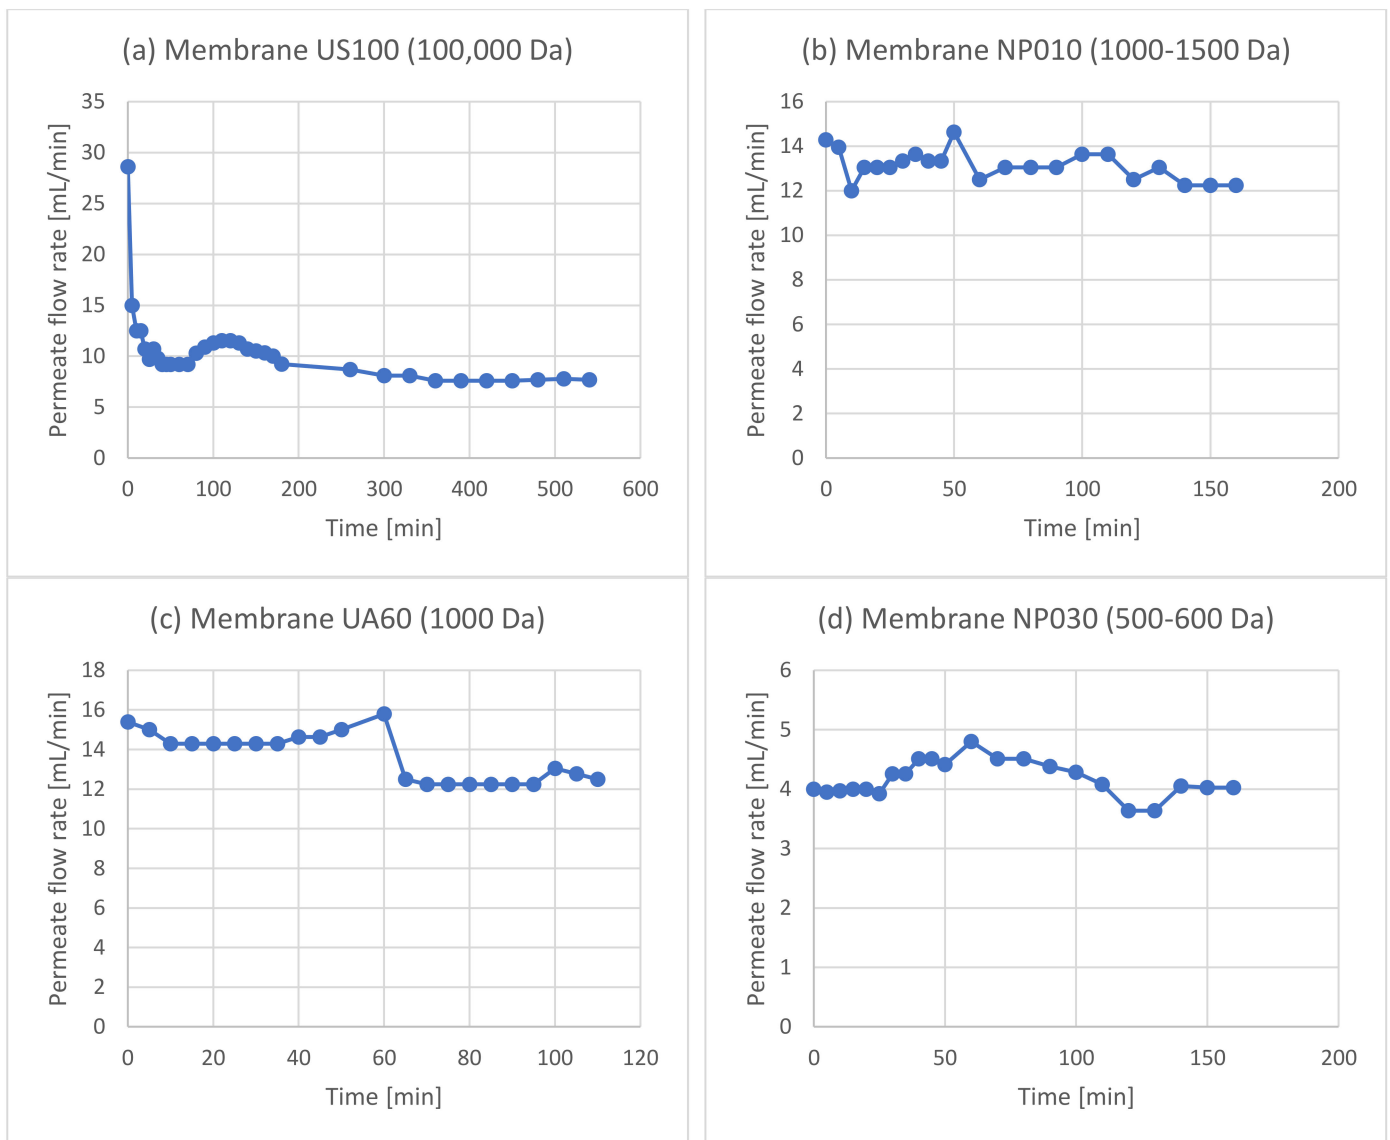 (a) Membrane US100 (100,000 Da)
Permeate flow rate [mL/min]
35
30
25
20
15
10
5
0
0 100 200 300 400 500 600
Time [min]
(b) Membrane NP010 (1000-1500 Da)
Permeate flow rate [mL/min]
16
14
12
10
8
6
4
2
0
0 50 100 150 200
Time [min]
(c) Membrane UA60 (1000 Da)
Permeate flow rate [mL/min]
18
16
14
12
10
8
6
4
2
0
0 20 40 60 80 100 120
Time [min]
(d) Membrane NP030 (500-600 Da)
Permeate flow rate [mL/min]
6
5
4
3
2
1
0
0 50 100 150 200
Time [min]